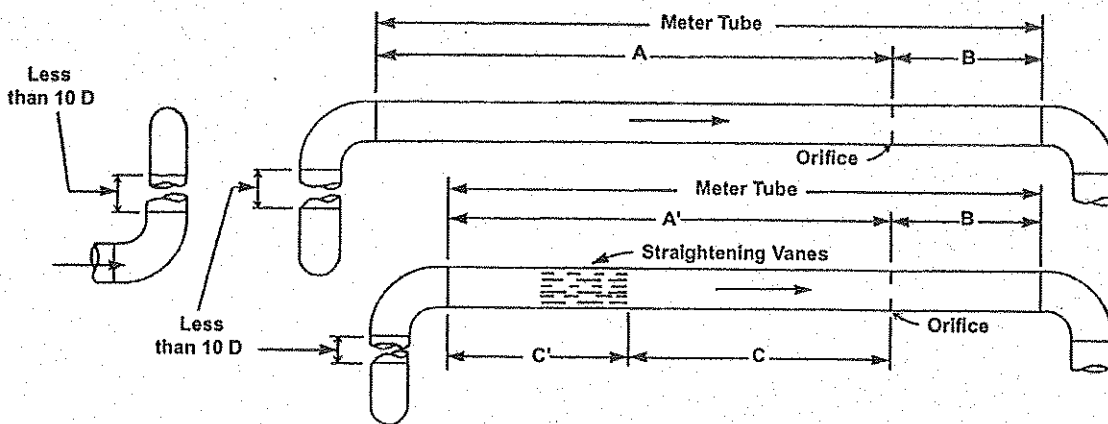 Meter Tube
A
B
Less
than 10 D
Orifice
Meter Tube
A'
B
Straightening Vanes
Less
than 10 D
Orifice
C'
C